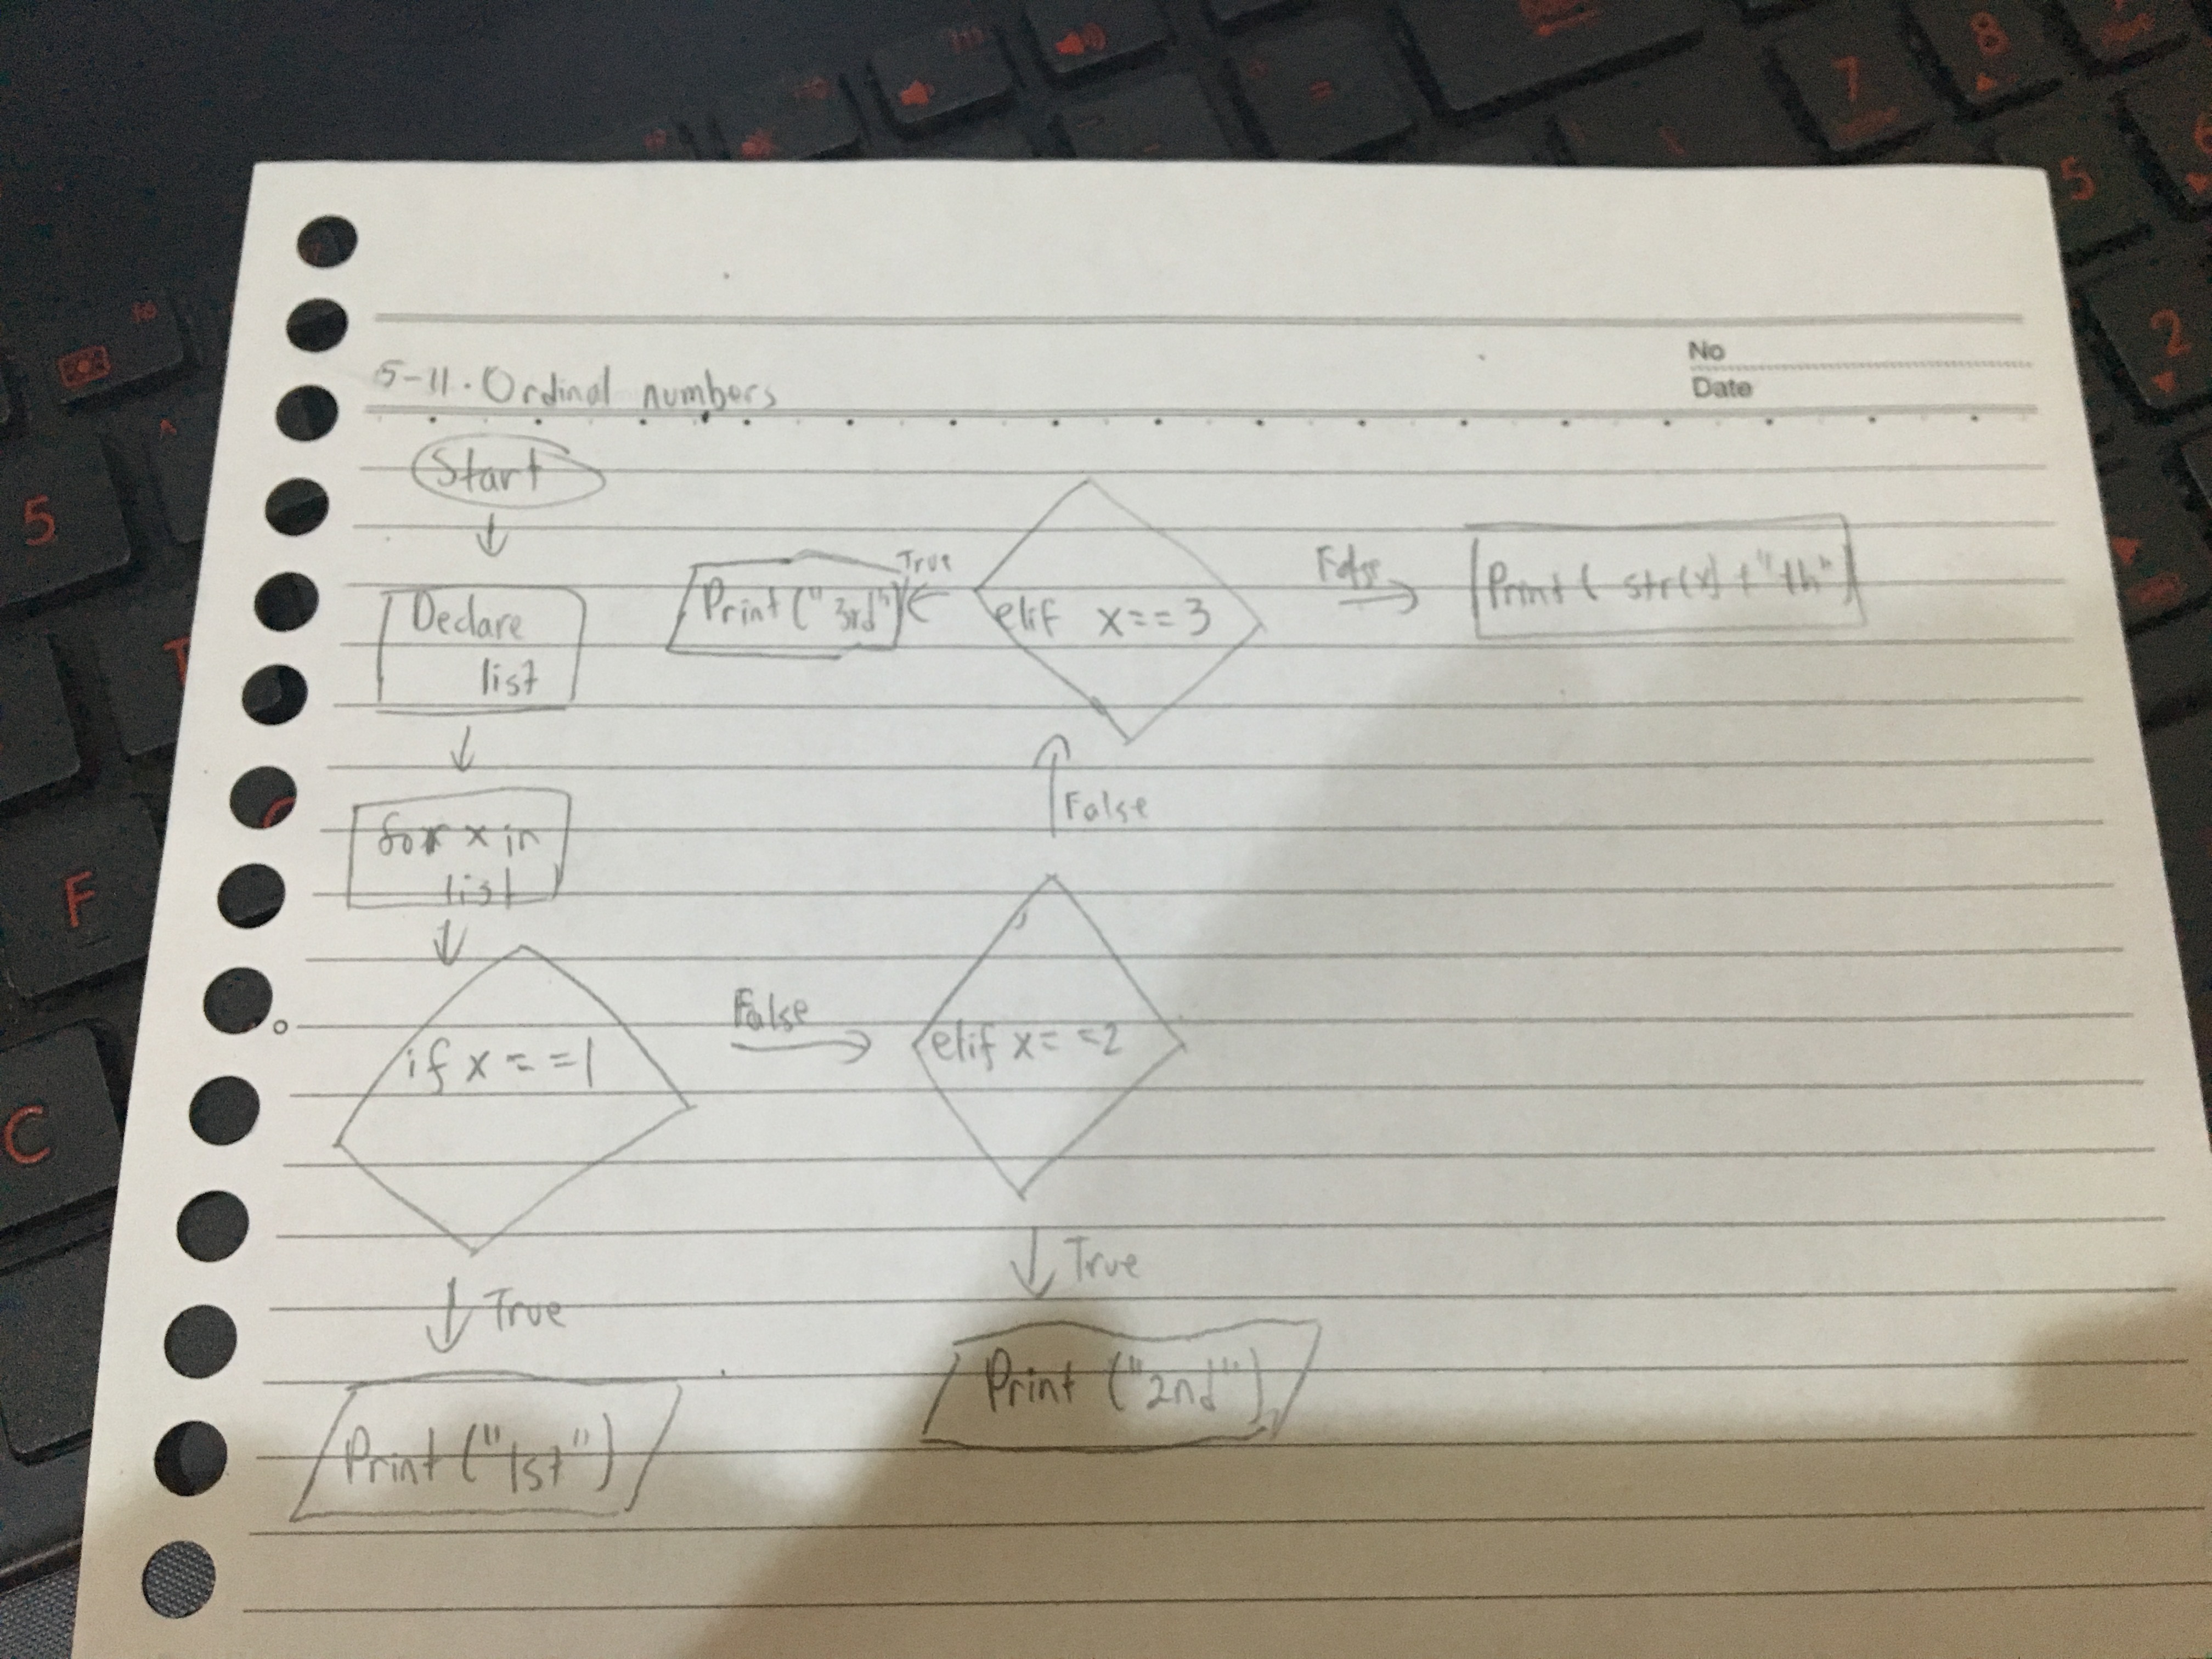 No
Date
5-11. Ordinal numbers
Start
Declare
list
for x in
list
if x = = 1
True
Print ("1st")
False
elif x = = 2
True
Print ("2nd")
False
elif x = = 3
True
Print ("3rd")
False
Print ( str(x) + "th")
C
F
T
5
7
8
5
2
6